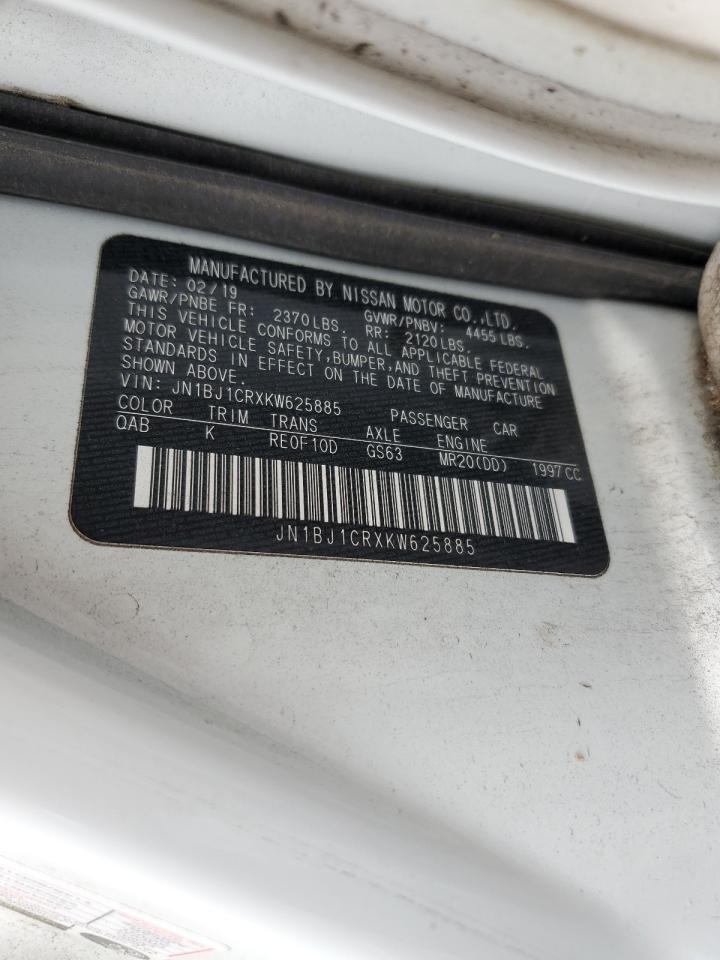 MANUFACTURED BY NISSAN MOTOR CO.,LTD.
DATE: 02/19 GVWR/PNBV: 4455 LBS.
GAWR/PNBE FR: 2370LBS. RR: 2120LBS.
THIS VEHICLE CONFORMS TO ALL APPLICABLE FEDERAL
MOTOR VEHICLE SAFETY,BUMPER,AND THEFT PREVENTION
STANDARDS IN EFFECT ON THE DATE OF MANUFACTURE
SHOWN ABOVE.
VIN: JN1BJ1CRXKW625885 PASSENGER CAR
COLOR TRIM TRANS AXLE ENGINE
QAB K RE0F10D GS63 MR20(DD) 1997CC
JN1BJ1CRXKW625885